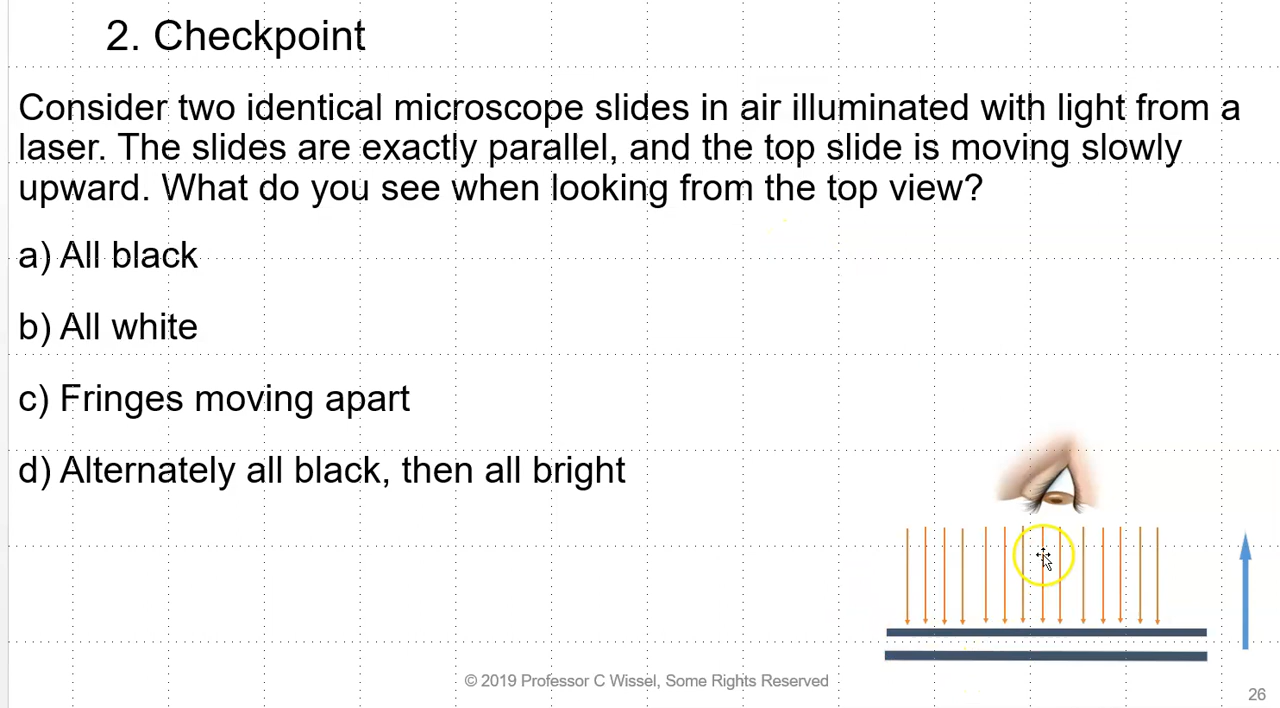 2. Checkpoint
Consider two identical microscope slides in air illuminated with light from a
laser. The slides are exactly parallel, and the top slide is moving slowly
upward. What do you see when looking from the top view?
a) All black
b) All white
c) Fringes moving apart
d) Alternately all black, then all bright
© 2019 Professor C Wissel, Some Rights Reserved
26